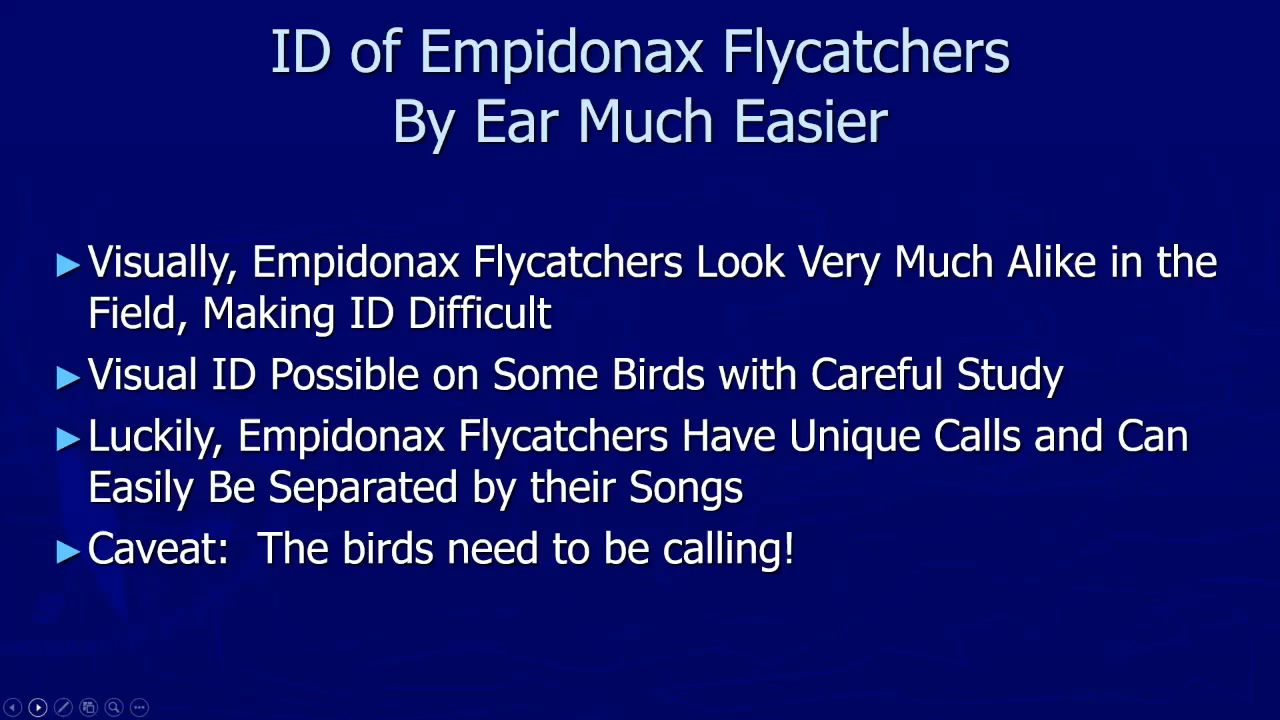 ID of Empidonax Flycatchers
By Ear Much Easier
►Visually, Empidonax Flycatchers Look Very Much Alike in the
Field, Making ID Difficult
►Visual ID Possible on Some Birds with Careful Study
►Luckily, Empidonax Flycatchers Have Unique Calls and Can
Easily Be Separated by their Songs
►Caveat:  The birds need to be calling!